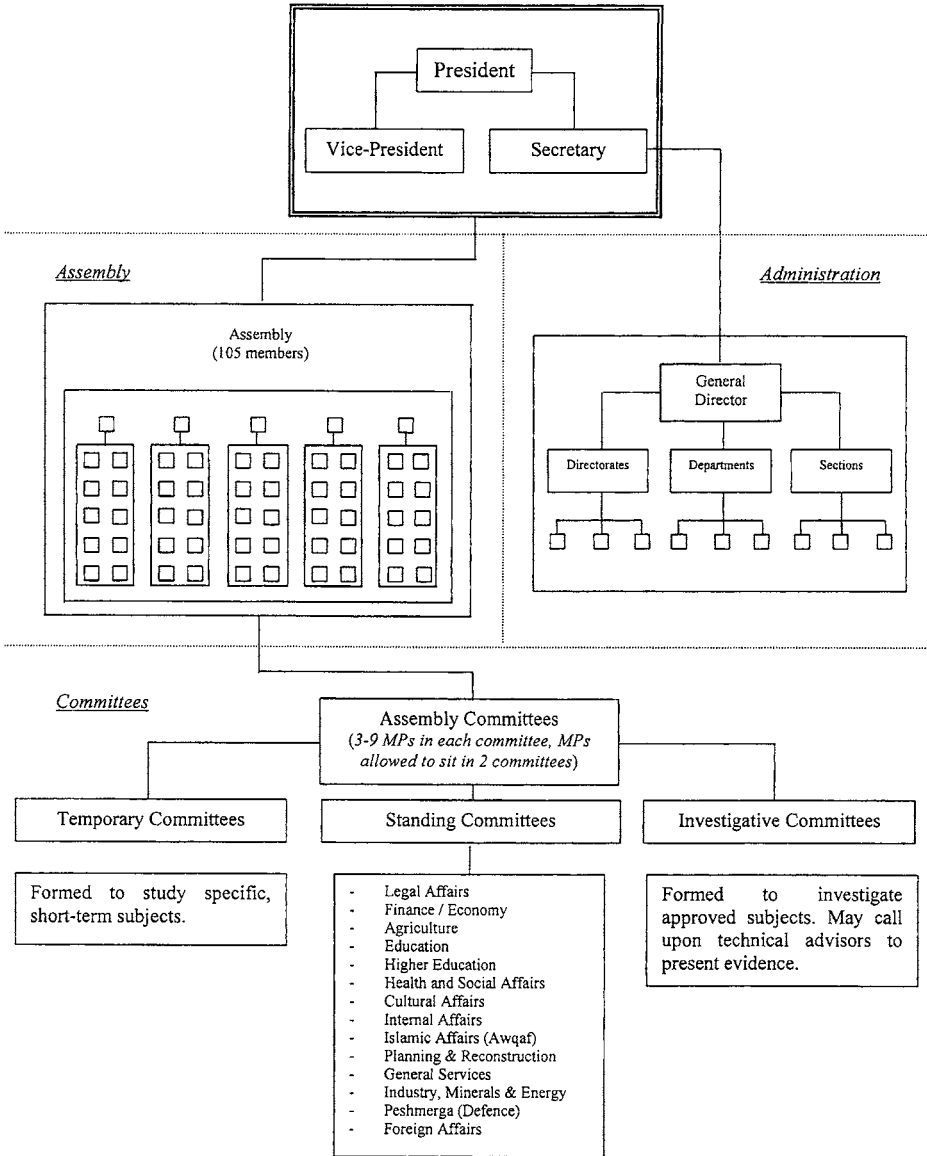 President
Vice-President
Secretary
Assembly
Administration
Assembly
(105 members)
General
Director
Directorates
Departments
Sections
Committees
Assembly Committees
(3-9 MPs in each committee, MPs
allowed to sit in 2 committees)
Temporary Committees
Standing Committees
Investigative Committees
Formed to study specific,
short-term subjects.
- Legal Affairs
- Finance / Economy
- Agriculture
- Education
- Higher Education
- Health and Social Affairs
- Cultural Affairs
- Internal Affairs
- Islamic Affairs (Awqaf)
- Planning & Reconstruction
- General Services
- Industry, Minerals & Energy
- Peshmerga (Defence)
- Foreign Affairs
Formed to investigate
approved subjects. May call
upon technical advisors to
present evidence.